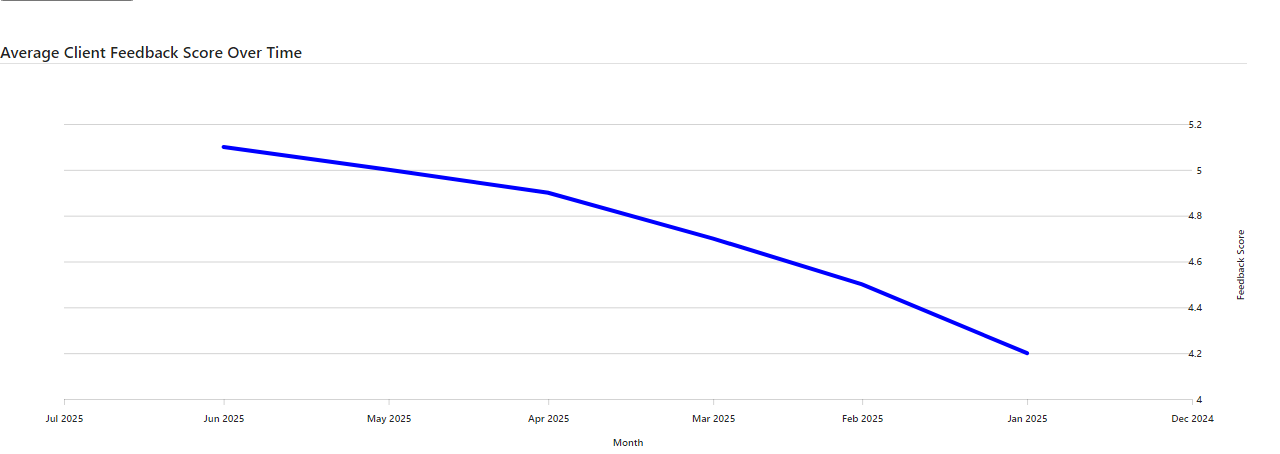 Average Client Feedback Score Over Time
5.2
5
4.8
4.6
4.4
4.2
4
Feedback Score
Jul 2025 Jun 2025 May 2025 Apr 2025 Mar 2025 Feb 2025 Jan 2025 Dec 2024
Month